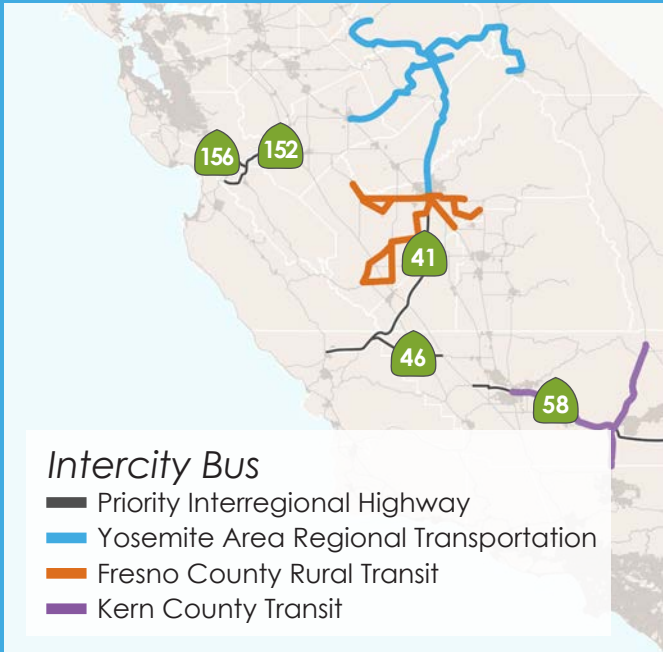 156
152
41
46
58
Intercity Bus
Priority Interregional Highway
Yosemite Area Regional Transportation
Fresno County Rural Transit
Kern County Transit